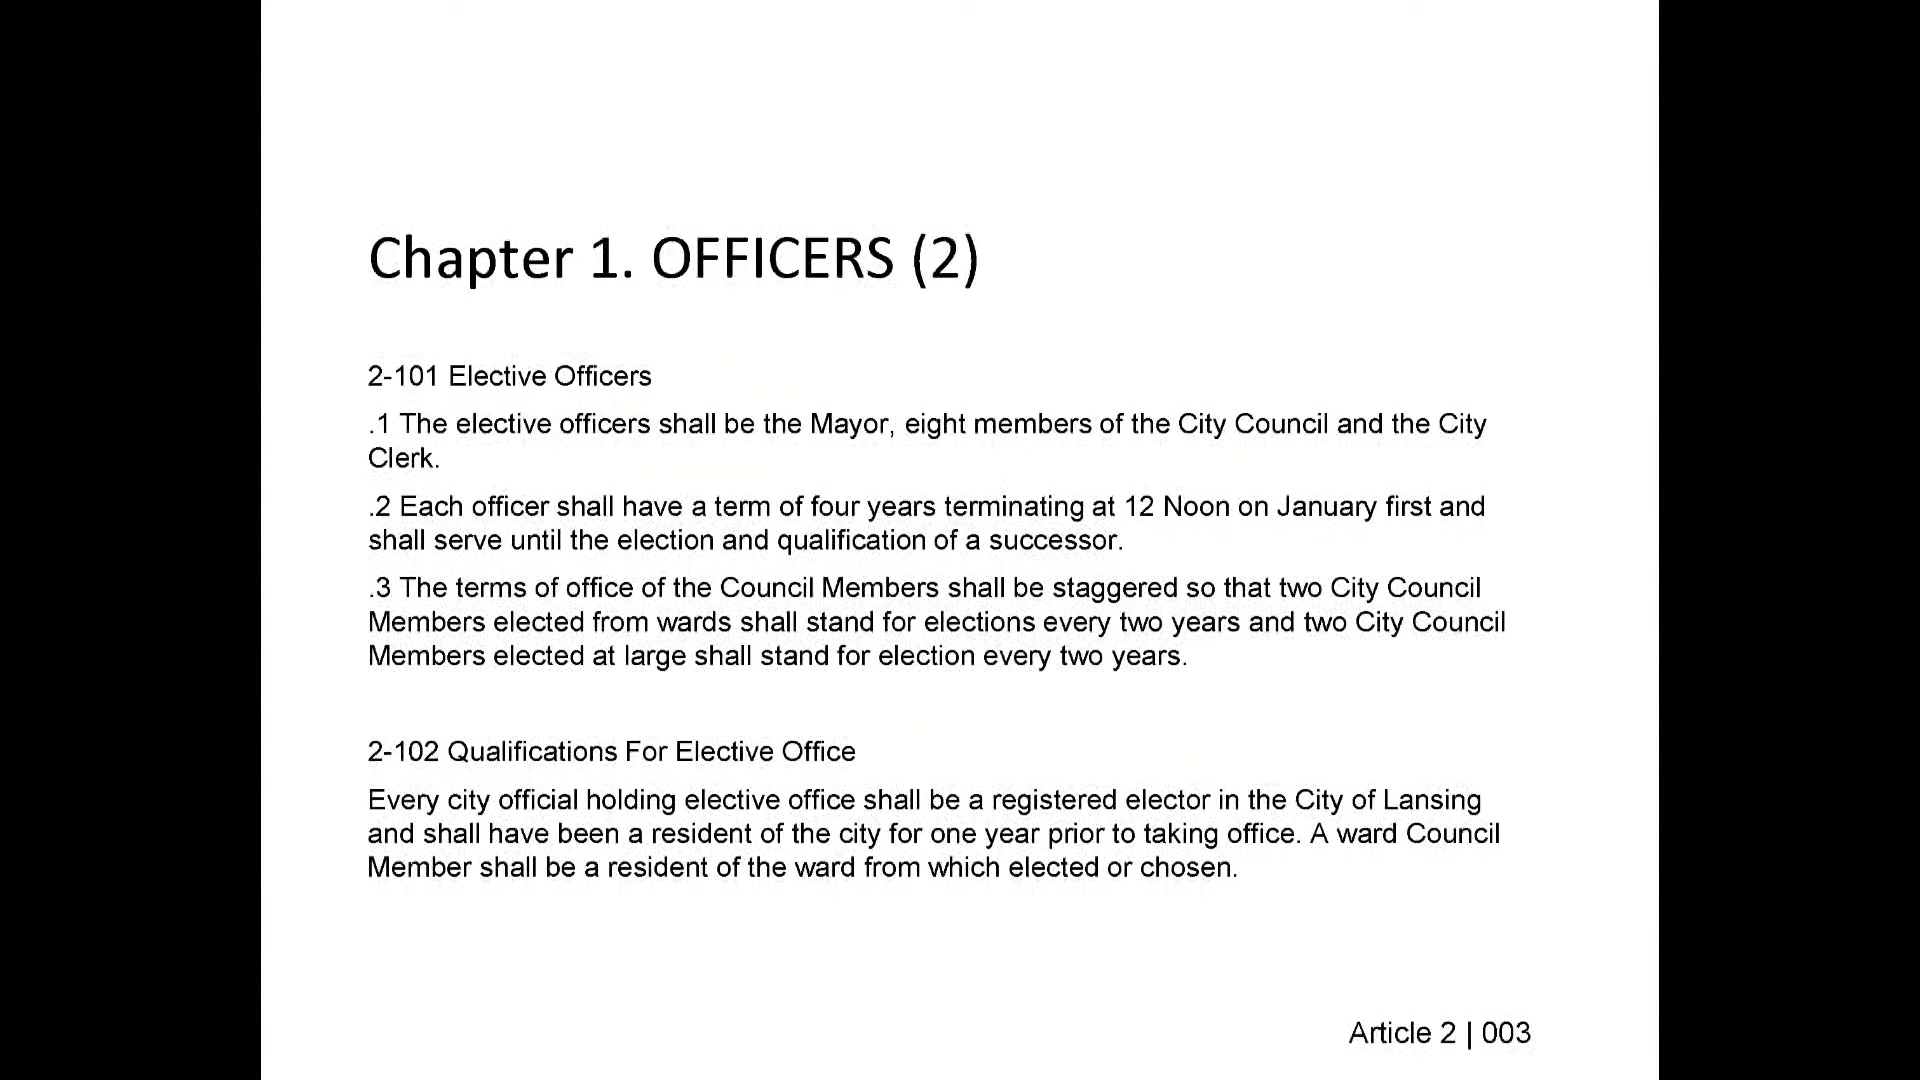 Chapter 1. OFFICERS (2)
2-101 Elective Officers
.1 The elective officers shall be the Mayor, eight members of the City Council and the City
Clerk.
.2 Each officer shall have a term of four years terminating at 12 Noon on January first and
shall serve until the election and qualification of a successor.
.3 The terms of office of the Council Members shall be staggered so that two City Council
Members elected from wards shall stand for elections every two years and two City Council
Members elected at large shall stand for election every two years.
2-102 Qualifications For Elective Office
Every city official holding elective office shall be a registered elector in the City of Lansing
and shall have been a resident of the city for one year prior to taking office. A ward Council
Member shall be a resident of the ward from which elected or chosen.
Article 2 | 003